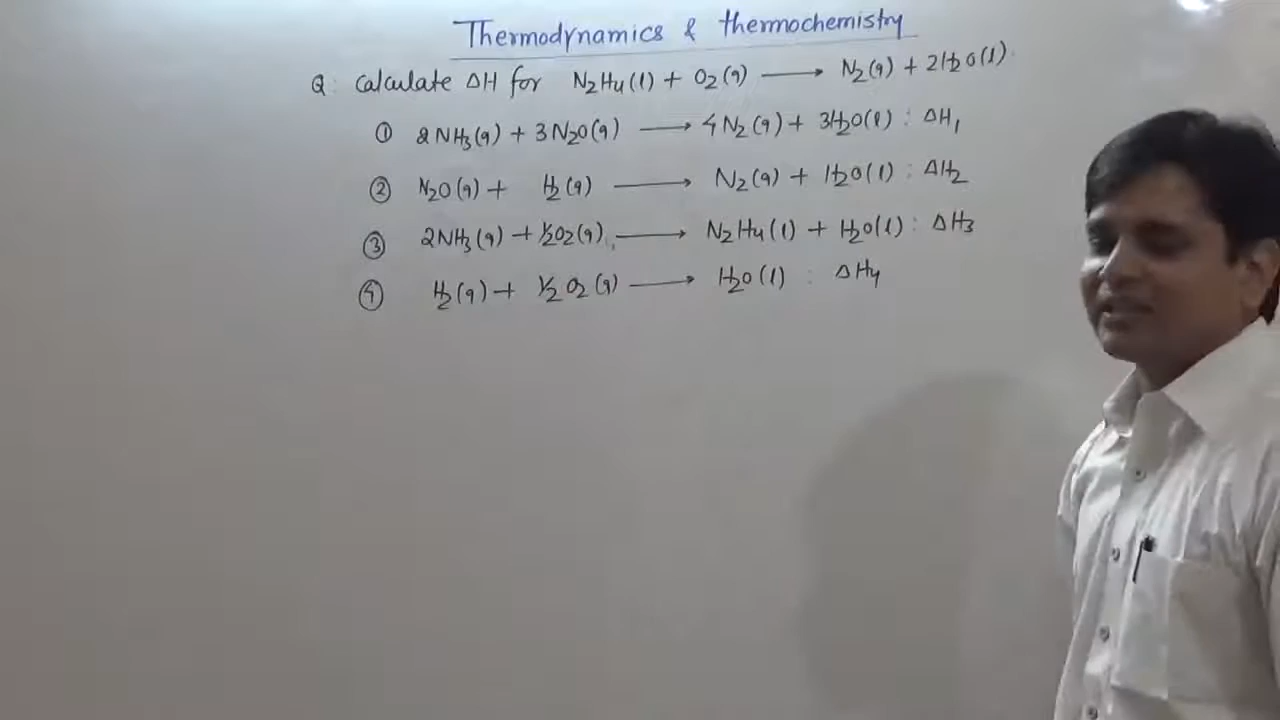 Thermodynamics & thermochemistry
Q: Calculate ΔH for N₂H₄(l) + O₂(g) ⟶ N₂(g) + 2H₂O(l).
① 2NH₃(g) + 3N₂O(g) ⟶ 4N₂(g) + 3H₂O(l) : ΔH₁
② N₂O(g) + H₂(g) ⟶ N₂(g) + H₂O(l) : ΔH₂
③ 2NH₃(g) + ½O₂(g) ⟶ N₂H₄(l) + H₂O(l) : ΔH₃
④ H₂(g) + ½O₂(g) ⟶ H₂O(l) : ΔH₄